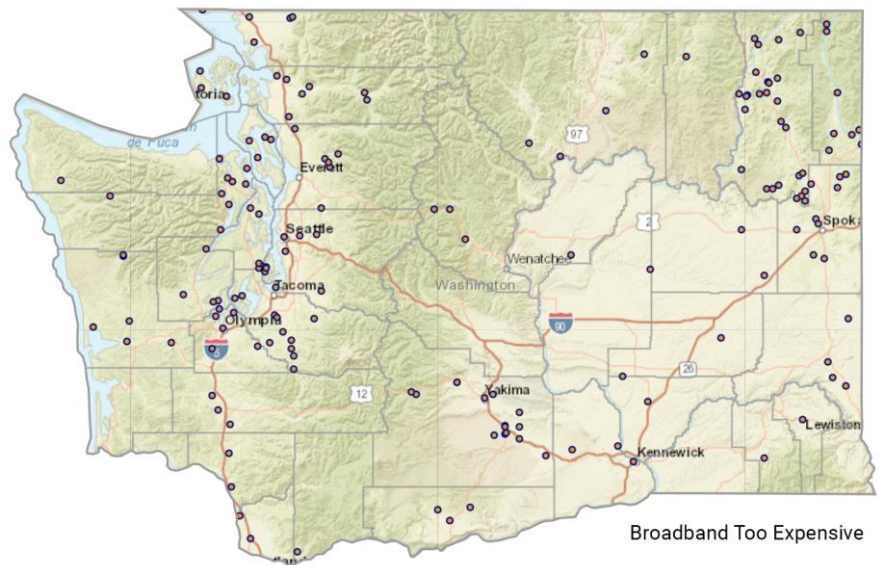 toria
de Fuca
97
Everett
2
Spoka
Seattle
Wenatchee
Tacoma
Washington
Olympia
90
5
26
12
Yakima
Lewiston
Kennewick
Broadband Too Expensive